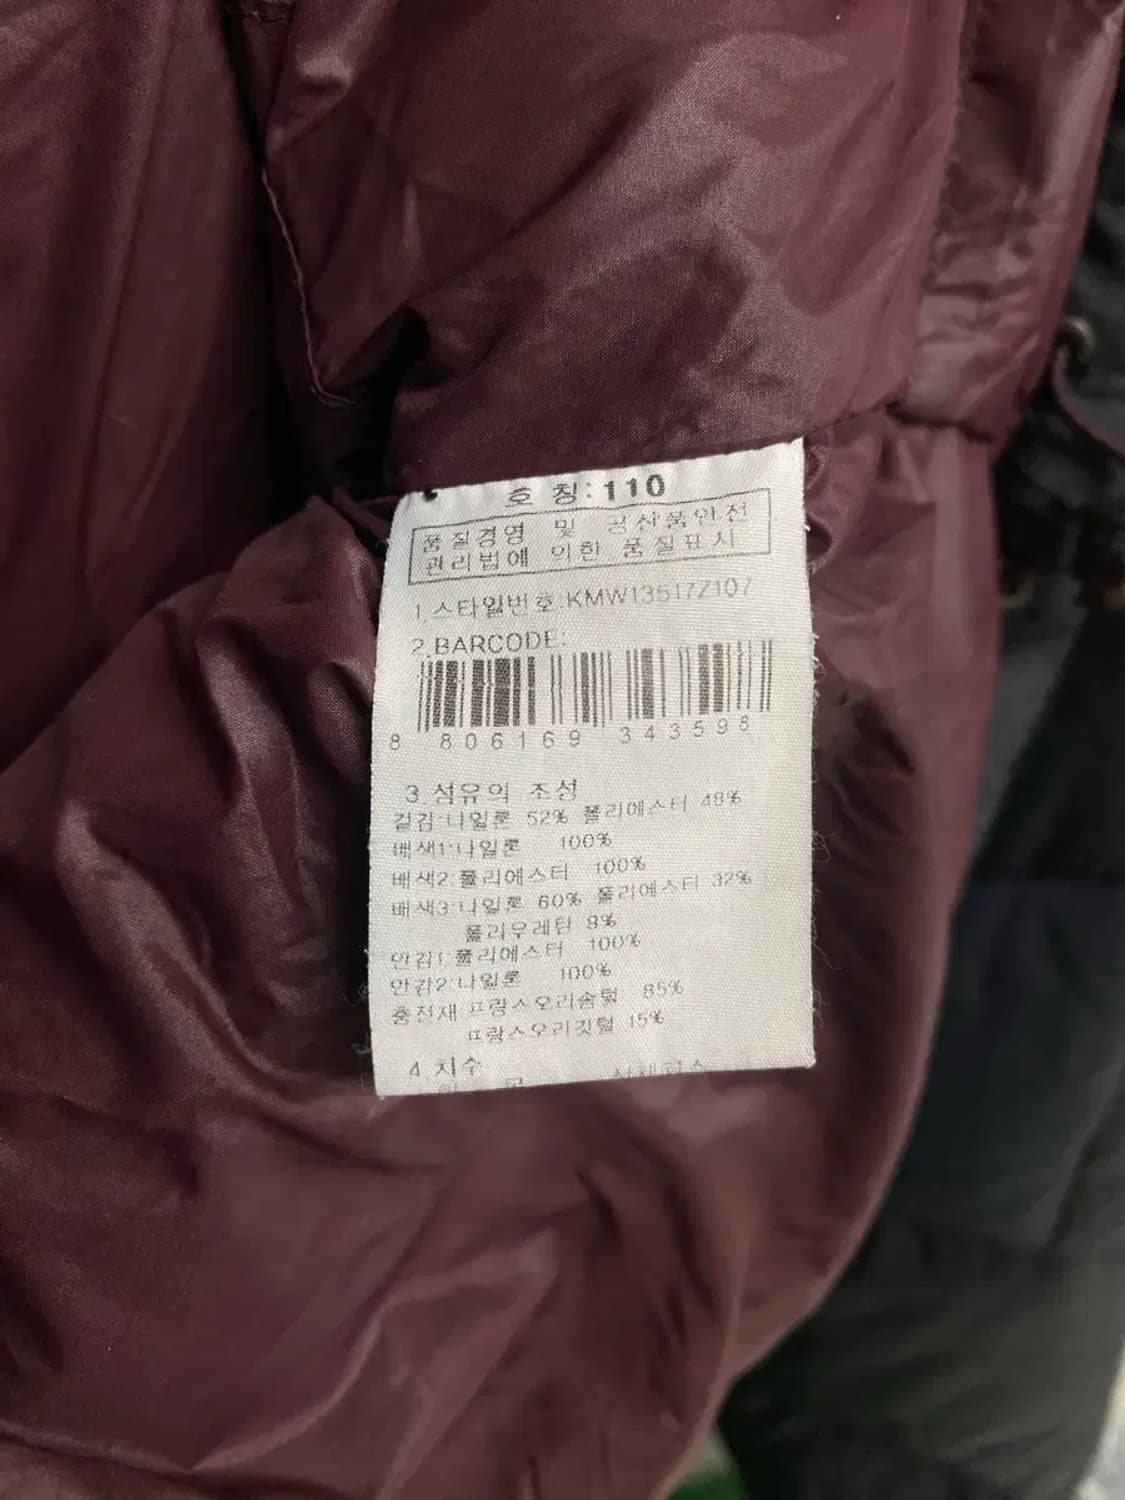 호 칭: 110
품질경영 및 공산품안전
관리법에 의한 품질표시
1.스타일번호:KMW13517Z107
2.BARCODE:
8 806169 343598
3.섬유의 조성
겉감:나일론 52% 폴리에스터 48%
배색1:나일론 100%
배색2:폴리에스터 100%
배색3:나일론 60% 폴리에스터 32%
폴리우레탄 8%
안감1:폴리에스터 100%
안감2:나일론 100%
충전재:프랑스오리솜털 85%
프랑스오리깃털 15%
4.치수